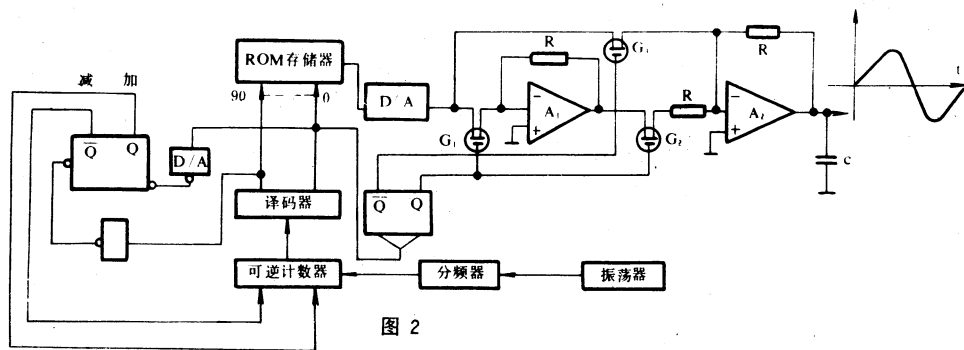 减 加
ROM存储器
90
0
D/A
Q̅ Q
D/A
译码器
可逆计数器
分频器
振荡器
Q̅ Q
R
A₁
−
+
G₁
G₂
R
R
A₂
−
+
C
t
图 2